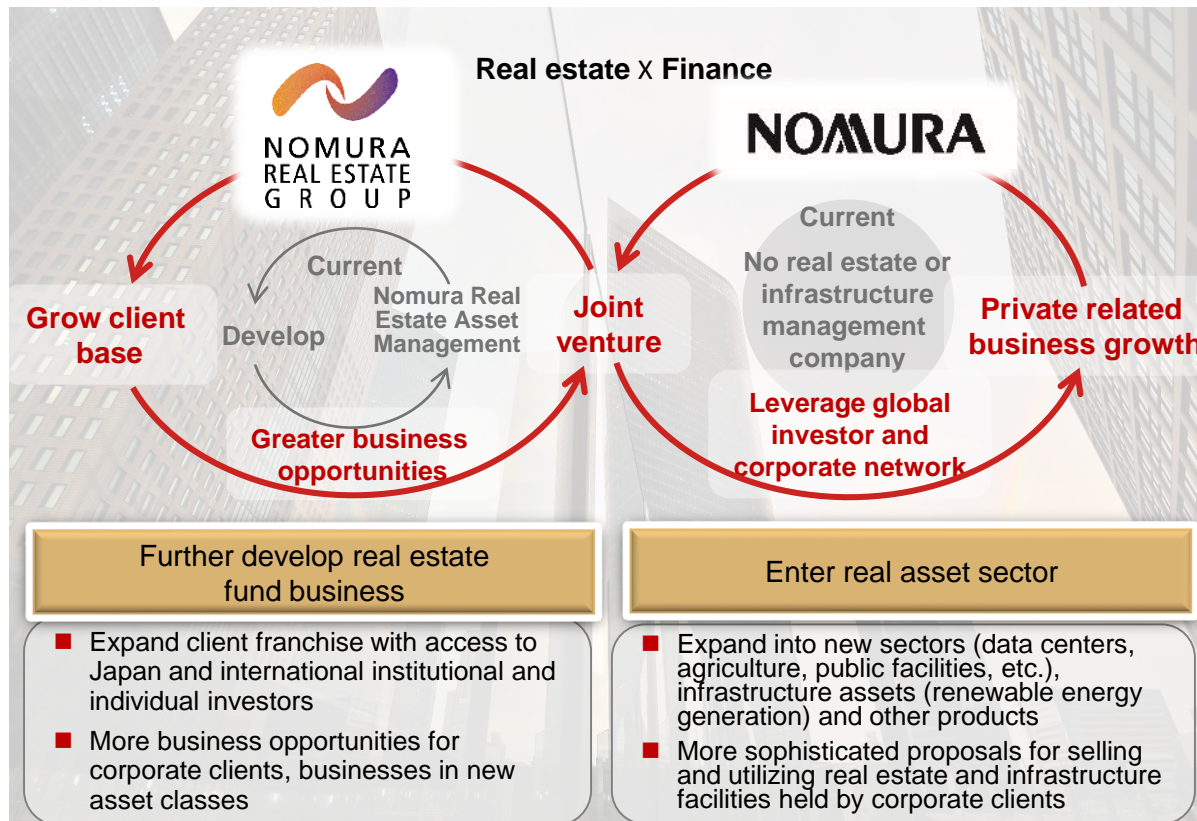 Real estate X Finance
NOMURA
REAL ESTATE
GROUP
NOMURA
Current
Develop
Nomura Real
Estate Asset
Management
Grow client
base
Greater business
opportunities
Joint
venture
Current
No real estate or
infrastructure
management
company
Private related
business growth
Leverage global
investor and
corporate network
Further develop real estate
fund business
■ Expand client franchise with access to
Japan and international institutional and
individual investors
■ More business opportunities for
corporate clients, businesses in new
asset classes
Enter real asset sector
■ Expand into new sectors (data centers,
agriculture, public facilities, etc.),
infrastructure assets (renewable energy
generation) and other products
■ More sophisticated proposals for selling
and utilizing real estate and infrastructure
facilities held by corporate clients